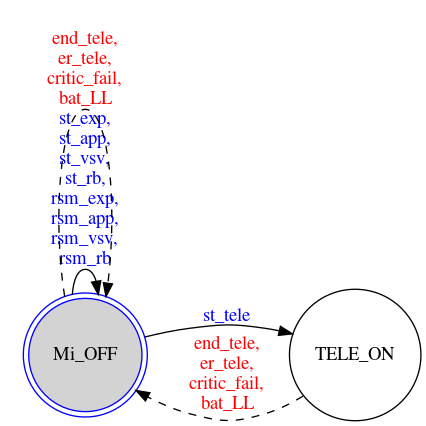 end_tele,
er_tele,
critic_fail,
bat_LL
st_exp,
st_app,
st_vsv,
st_rb,
rsm_exp,
rsm_app,
rsm_vsv,
rsm_rb
st_tele
end_tele,
er_tele,
critic_fail,
bat_LL
Mi_OFF
TELE_ON